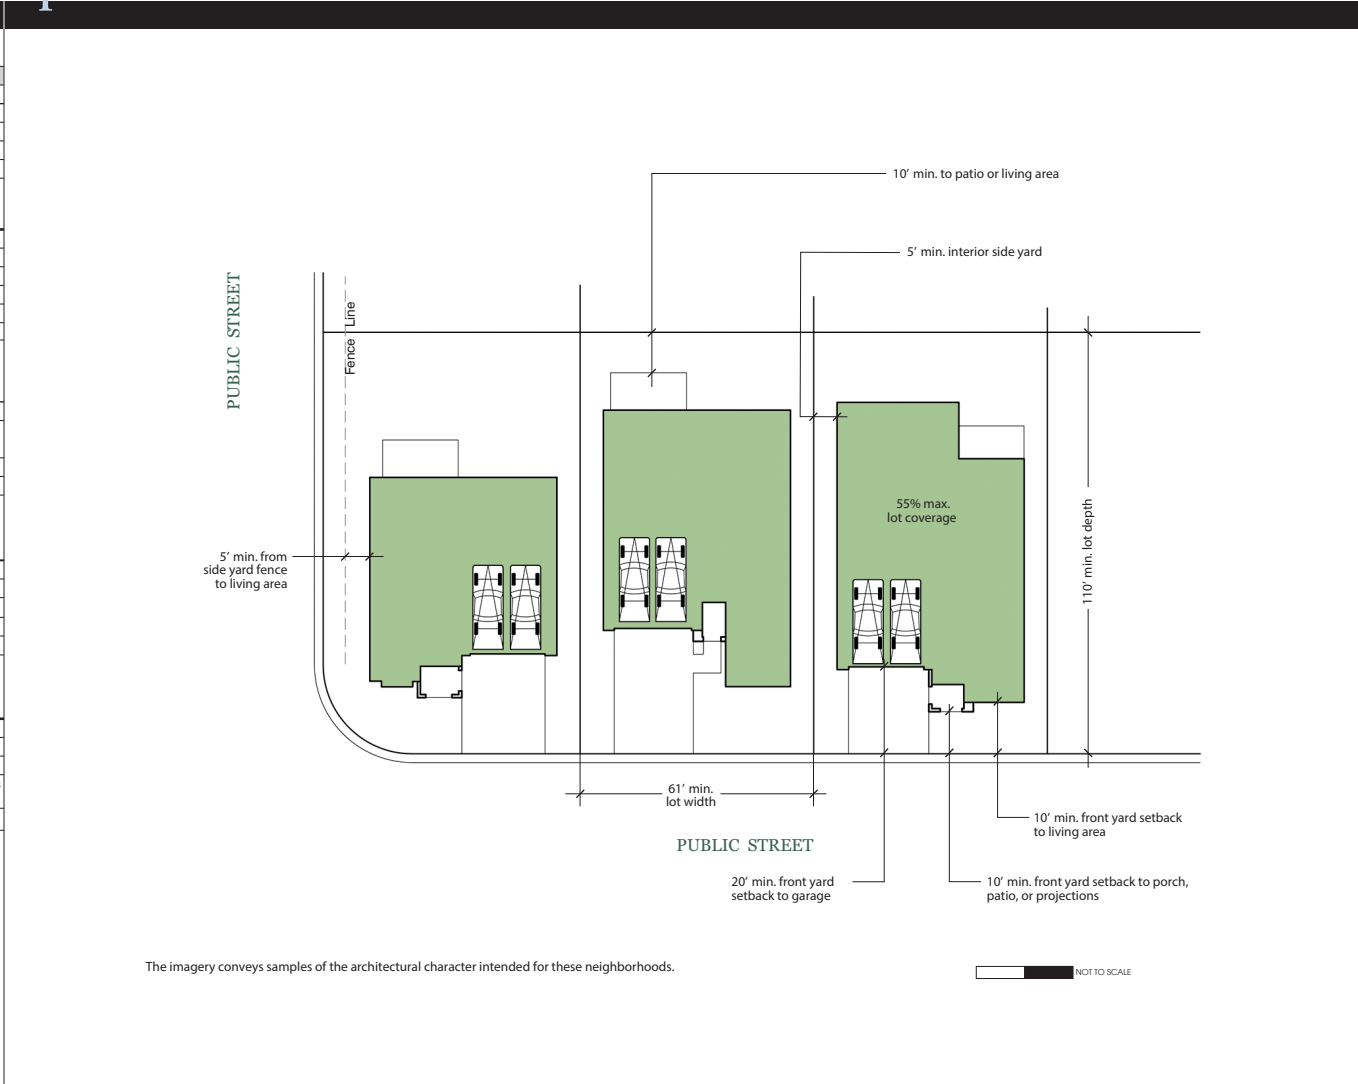 10’ min. to patio or living area
5’ min. interior side yard
PUBLIC STREET
Fence Line
55% max.
lot coverage
110’ min. lot depth
5’ min. from
side yard fence
to living area
61’ min.
lot width
10’ min. front yard setback
to living area
PUBLIC STREET
20’ min. front yard
setback to garage
10’ min. front yard setback to porch,
patio, or projections
The imagery conveys samples of the architectural character intended for these neighborhoods.
NOT TO SCALE